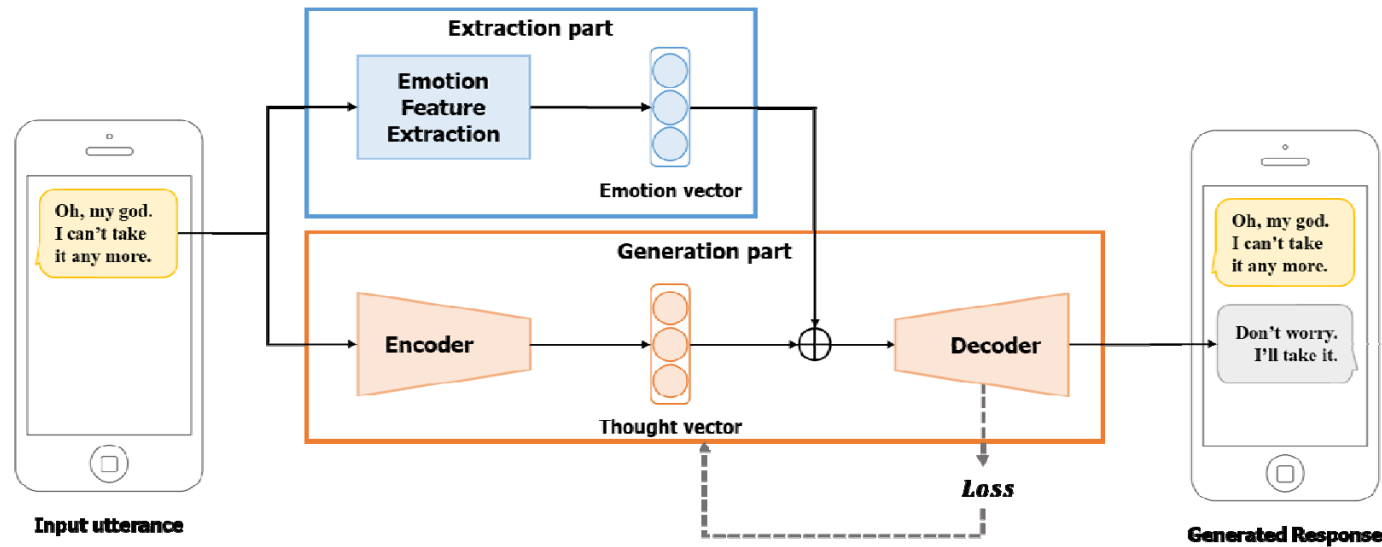 Extraction part
Emotion
Feature
Extraction
Emotion vector
Oh, my god.
I can't take
it any more.
Input utterance
Generation part
Encoder
Thought vector
Decoder
Loss
Oh, my god.
I can't take
it any more.
Don't worry.
I'll take it.
Generated Response